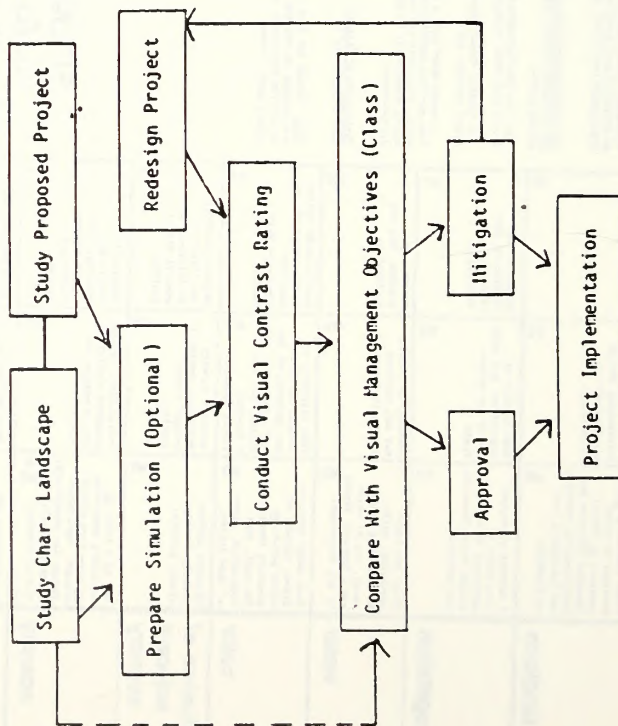 Study Char. Landscape
Study Proposed Project
Prepare Simulation (Optional)
Redesign Project
Conduct Visual Contrast Rating
Compare With Visual Management Objectives (Class)
Approval
Mitigation
Project Implementation